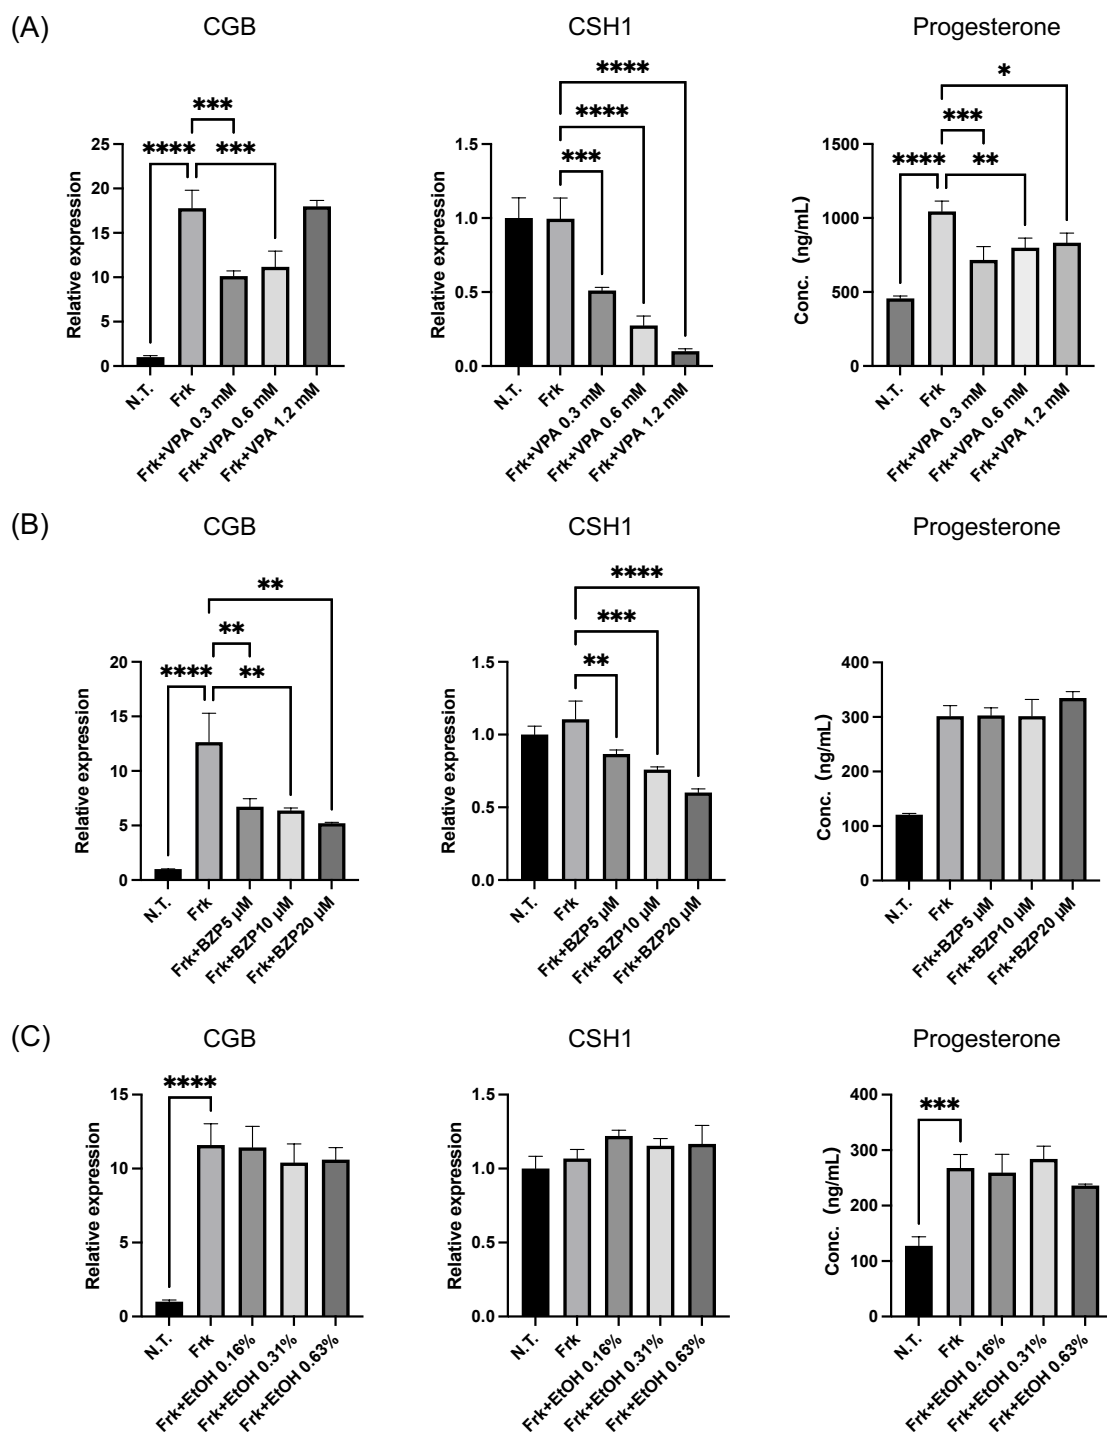 (A)
CGB
CSH1
Progesterone
Relative expression
25
20
15
10
5
0
***
****
***
N.T.
Frk
Frk+VPA 0.3 mM
Frk+VPA 0.6 mM
Frk+VPA 1.2 mM
Relative expression
1.5
1.0
0.5
0.0
****
****
***
N.T.
Frk
Frk+VPA 0.3 mM
Frk+VPA 0.6 mM
Frk+VPA 1.2 mM
Conc. (ng/mL)
1500
1000
500
0
*
***
****
**
N.T.
Frk
Frk+VPA 0.3 mM
Frk+VPA 0.6 mM
Frk+VPA 1.2 mM
(B)
CGB
CSH1
Progesterone
Relative expression
20
15
10
5
0
**
**
****
**
N.T.
Frk
Frk+BZP5 µM
Frk+BZP10 µM
Frk+BZP20 µM
Relative expression
1.5
1.0
0.5
0.0
****
***
**
N.T.
Frk
Frk+BZP5 µM
Frk+BZP10 µM
Frk+BZP20 µM
Conc. (ng/mL)
400
300
200
100
0
N.T.
Frk
Frk+BZP5 µM
Frk+BZP10 µM
Frk+BZP20 µM
(C)
CGB
CSH1
Progesterone
Relative expression
15
10
5
0
****
N.T.
Frk
Frk+EtOH 0.16%
Frk+EtOH 0.31%
Frk+EtOH 0.63%
Relative expression
1.5
1.0
0.5
0.0
N.T.
Frk
Frk+EtOH 0.16%
Frk+EtOH 0.31%
Frk+EtOH 0.63%
Conc. (ng/mL)
400
300
200
100
0
***
N.T.
Frk
Frk+EtOH 0.16%
Frk+EtOH 0.31%
Frk+EtOH 0.63%